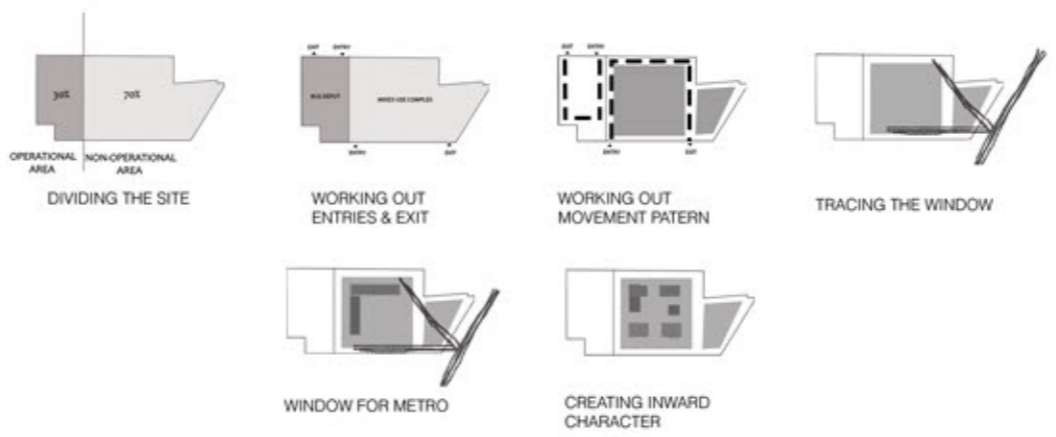 30% 70%
OPERATIONAL NON-OPERATIONAL
AREA AREA
DIVIDING THE SITE
EXIT ENTRY
BUS DEPOT MIXED USE COMPLEX
ENTRY EXIT
WORKING OUT
ENTRIES & EXIT
EXIT ENTRY
ENTRY EXIT
WORKING OUT
MOVEMENT PATERN
TRACING THE WINDOW
WINDOW FOR METRO
CREATING INWARD
CHARACTER